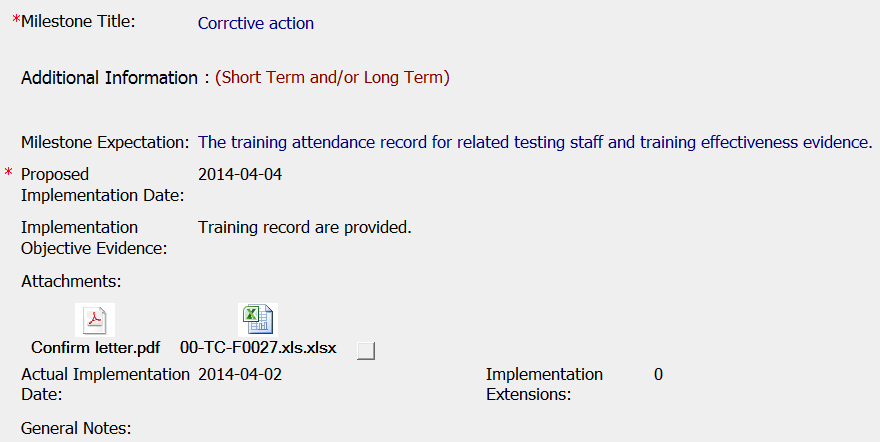 *Milestone Title: Corrctive action
Additional Information : (Short Term and/or Long Term)
Milestone Expectation: The training attendance record for related testing staff and training effectiveness evidence.
* Proposed 2014-04-04
Implementation Date:
Implementation Training record are provided.
Objective Evidence:
Attachments:
Confirm letter.pdf 00-TC-F0027.xls.xlsx
Actual Implementation 2014-04-02 Implementation 0
Date: Extensions:
General Notes: